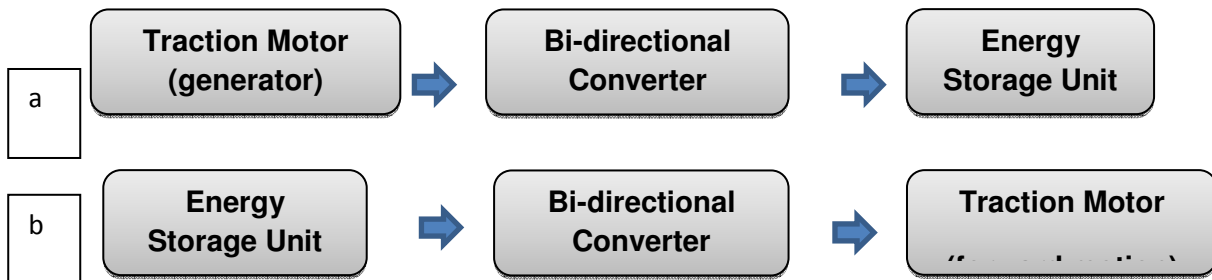 a
Traction Motor
(generator)
Bi-directional
Converter
Energy
Storage Unit
b
Energy
Storage Unit
Bi-directional
Converter
Traction Motor